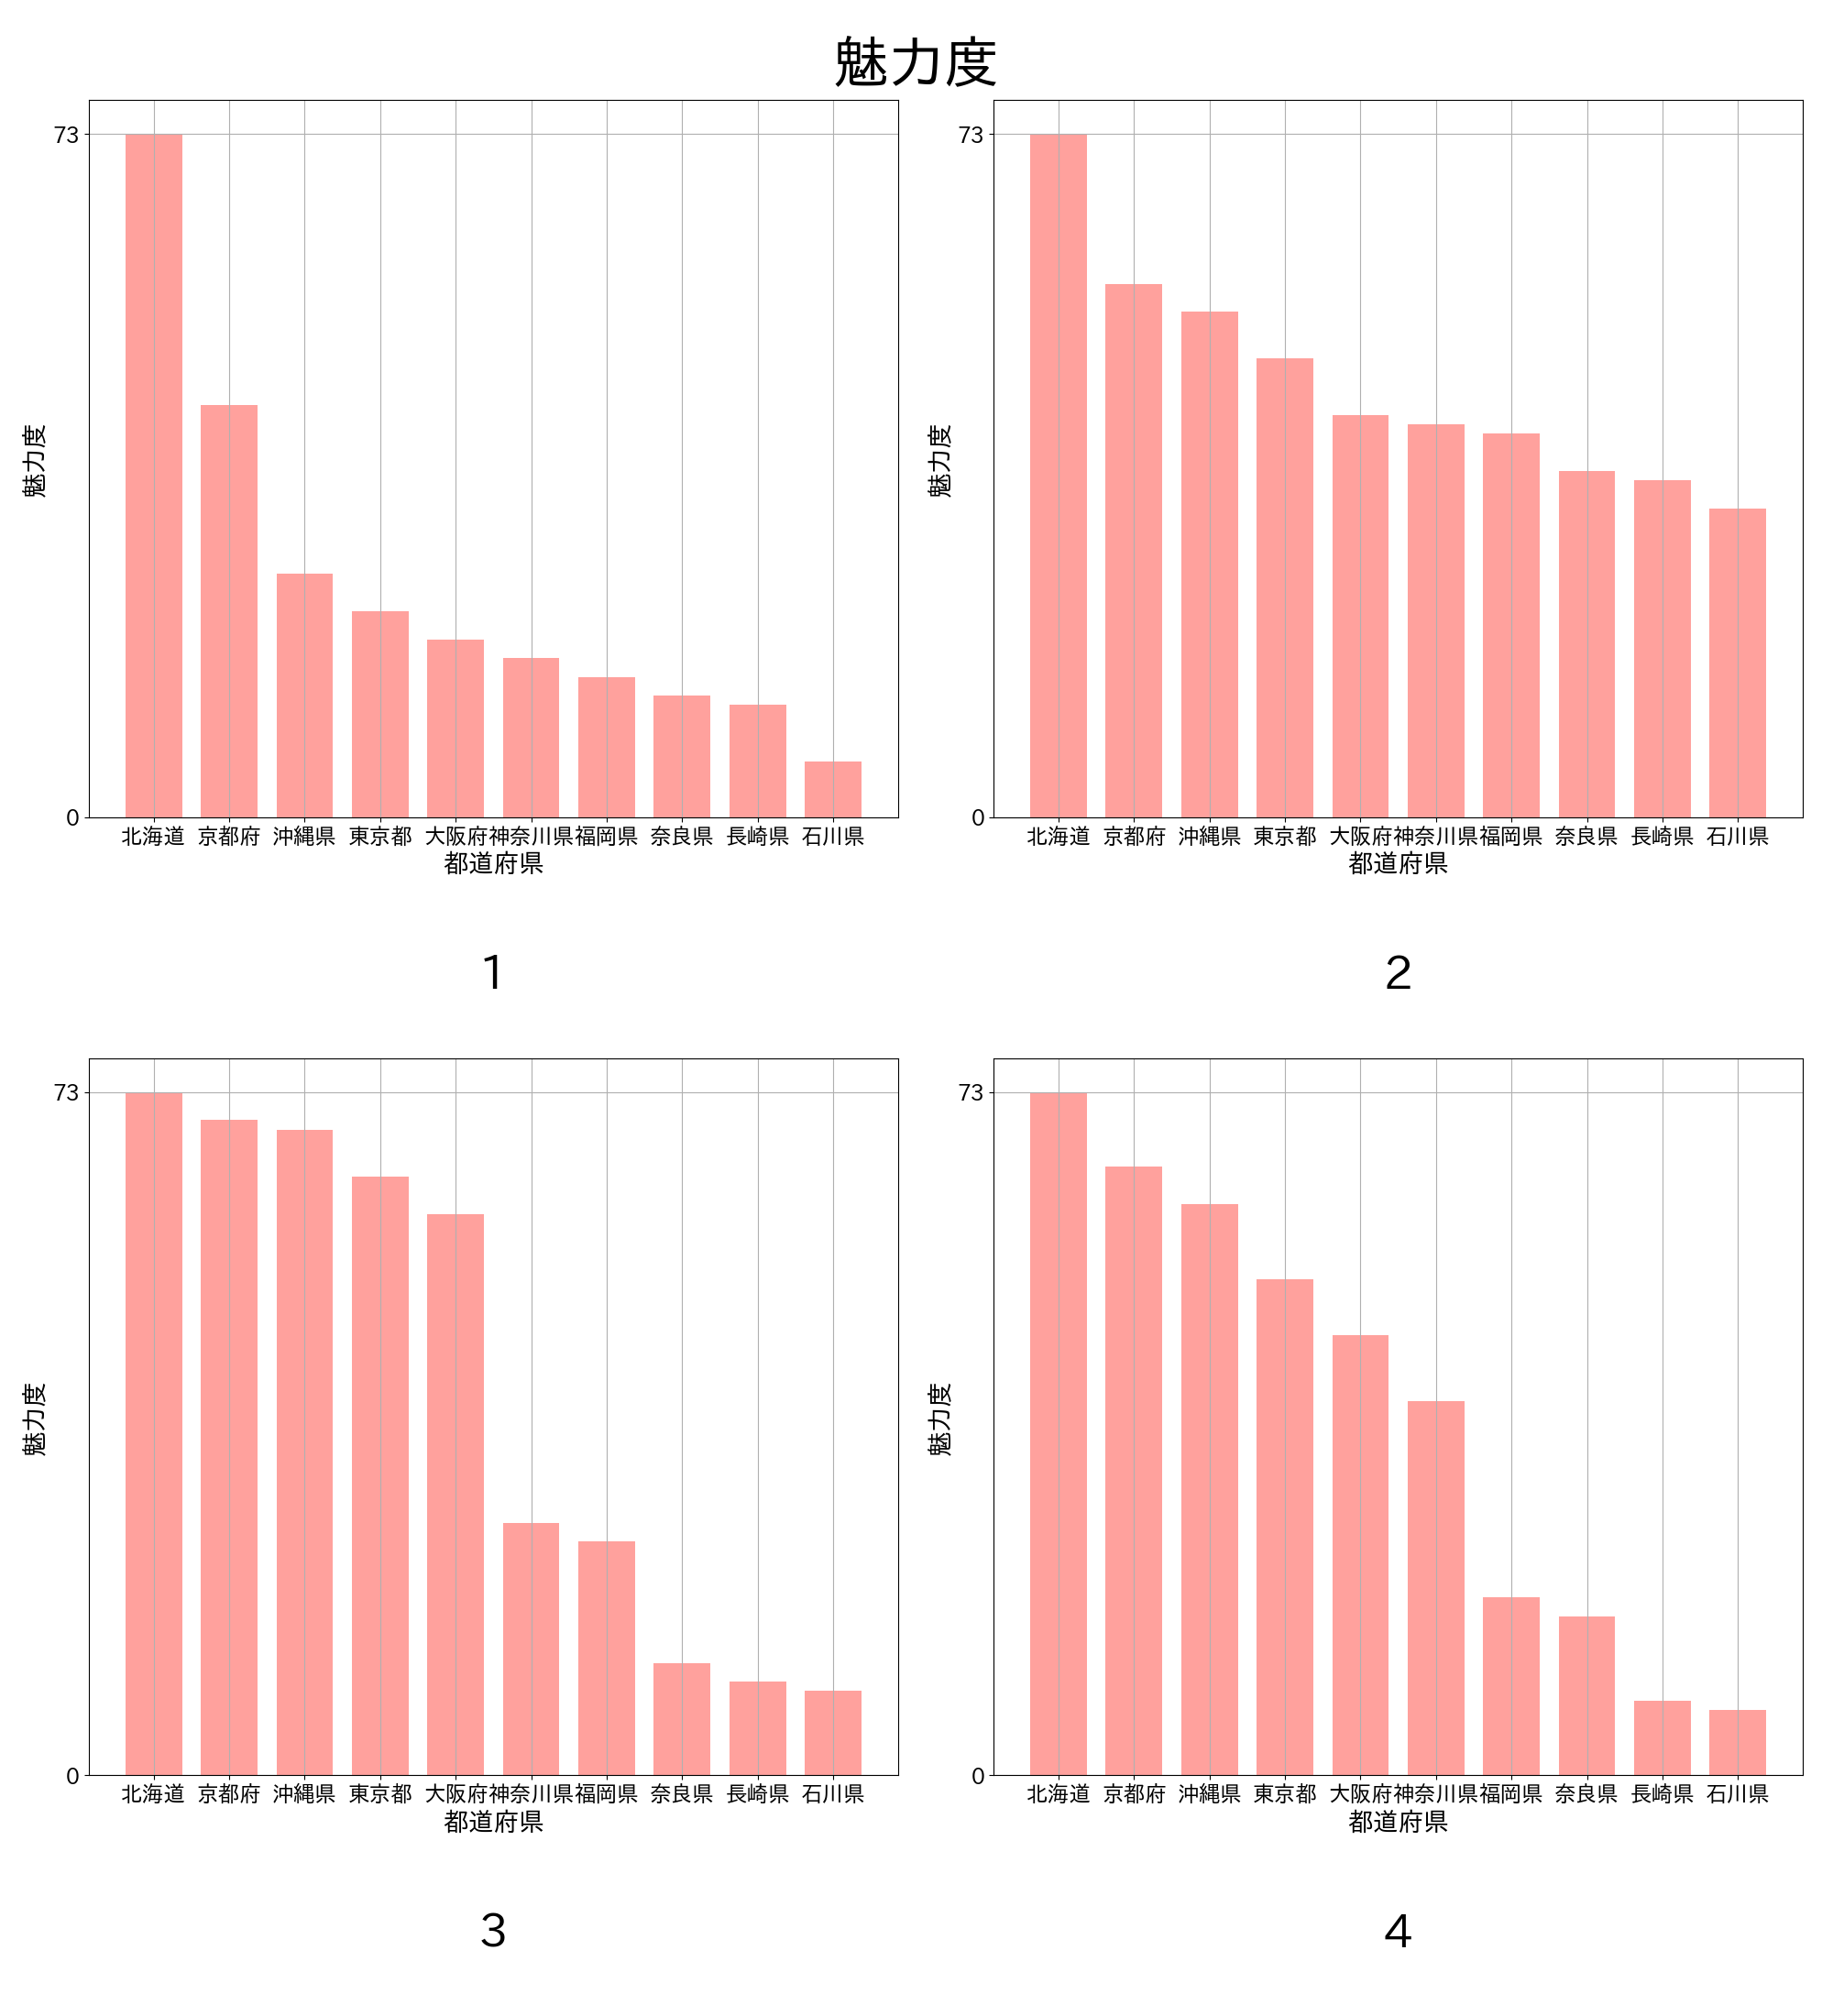 魅力度
73
0
魅力度
北海道 京都府 沖縄県 東京都 大阪府 神奈川県 福岡県 奈良県 長崎県 石川県
都道府県
1
73
0
魅力度
北海道 京都府 沖縄県 東京都 大阪府 神奈川県 福岡県 奈良県 長崎県 石川県
都道府県
2
73
0
魅力度
北海道 京都府 沖縄県 東京都 大阪府 神奈川県 福岡県 奈良県 長崎県 石川県
都道府県
3
73
0
魅力度
北海道 京都府 沖縄県 東京都 大阪府 神奈川県 福岡県 奈良県 長崎県 石川県
都道府県
4